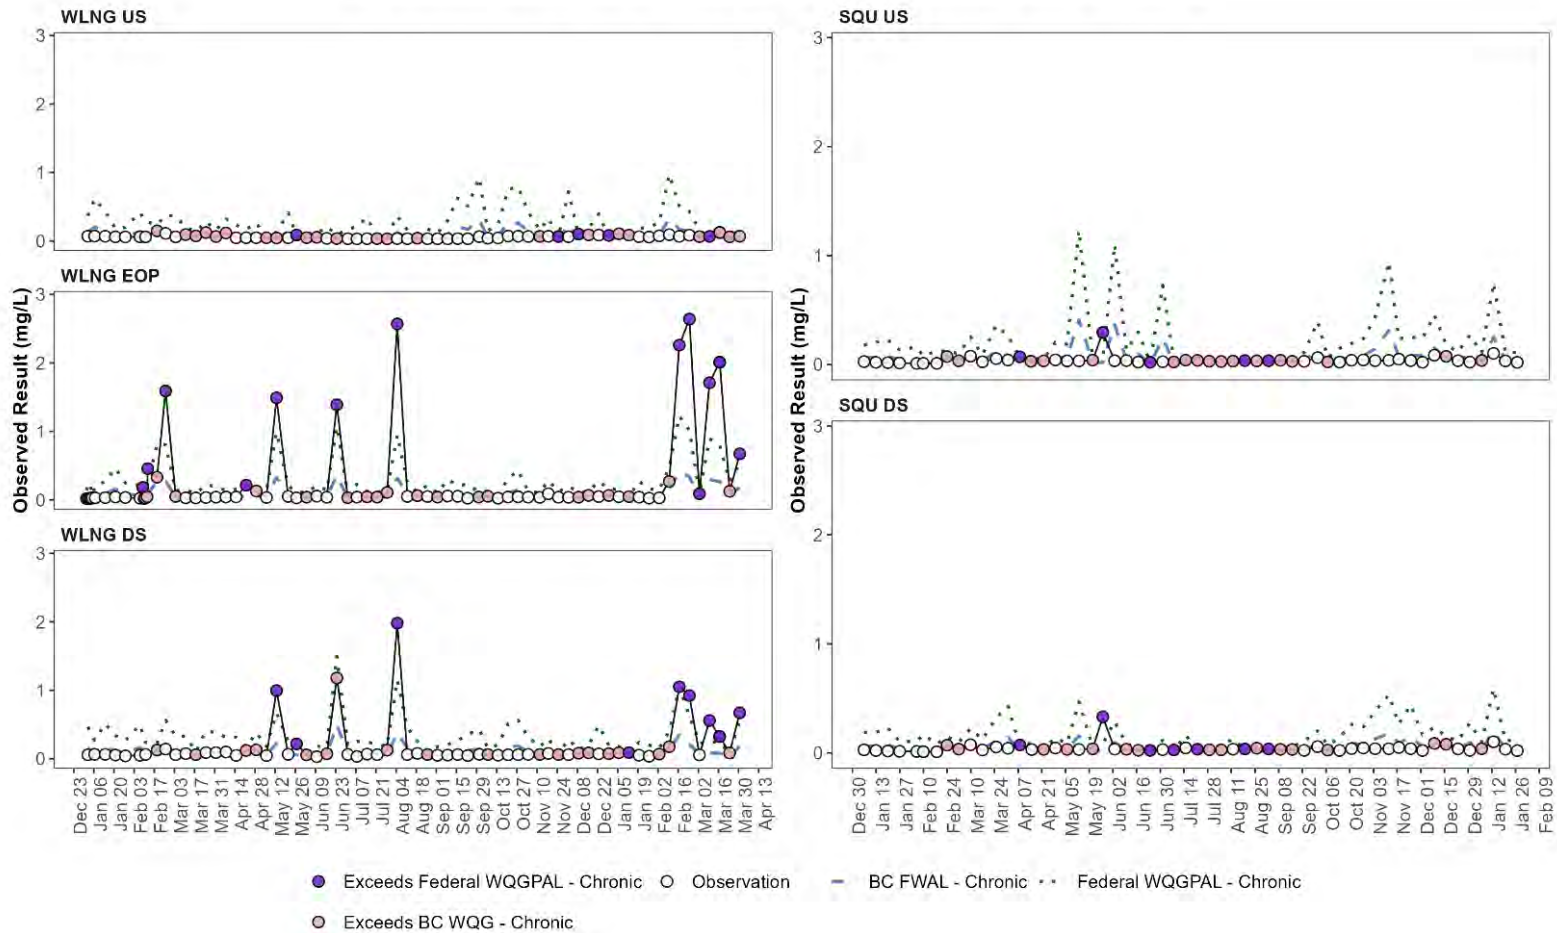 WLNG US
3
2
1
0
WLNG EOP
3
2
1
0
WLNG DS
3
2
1
0
Observed Result (mg/L)
Dec 23
Jan 06
Jan 20
Feb 03
Feb 17
Mar 03
Mar 17
Mar 31
Apr 14
Apr 28
May 12
May 26
Jun 09
Jun 23
Jul 07
Jul 21
Aug 04
Aug 18
Sep 01
Sep 15
Sep 29
Oct 13
Oct 27
Nov 10
Nov 24
Dec 08
Dec 22
Jan 05
Jan 19
Feb 02
Feb 16
Mar 02
Mar 16
Mar 30
Apr 13
SQU US
3
2
1
0
SQU DS
3
2
1
0
Observed Result (mg/L)
Dec 30
Jan 13
Jan 27
Feb 10
Feb 24
Mar 10
Mar 24
Apr 07
Apr 21
May 05
May 19
Jun 02
Jun 16
Jun 30
Jul 14
Jul 28
Aug 11
Aug 25
Sep 08
Sep 22
Oct 06
Oct 20
Nov 03
Nov 17
Dec 01
Dec 15
Dec 29
Jan 12
Jan 26
Feb 09
Exceeds Federal WQGPAL - Chronic
Observation
BC FWAL - Chronic
Federal WQGPAL - Chronic
Exceeds BC WQG - Chronic